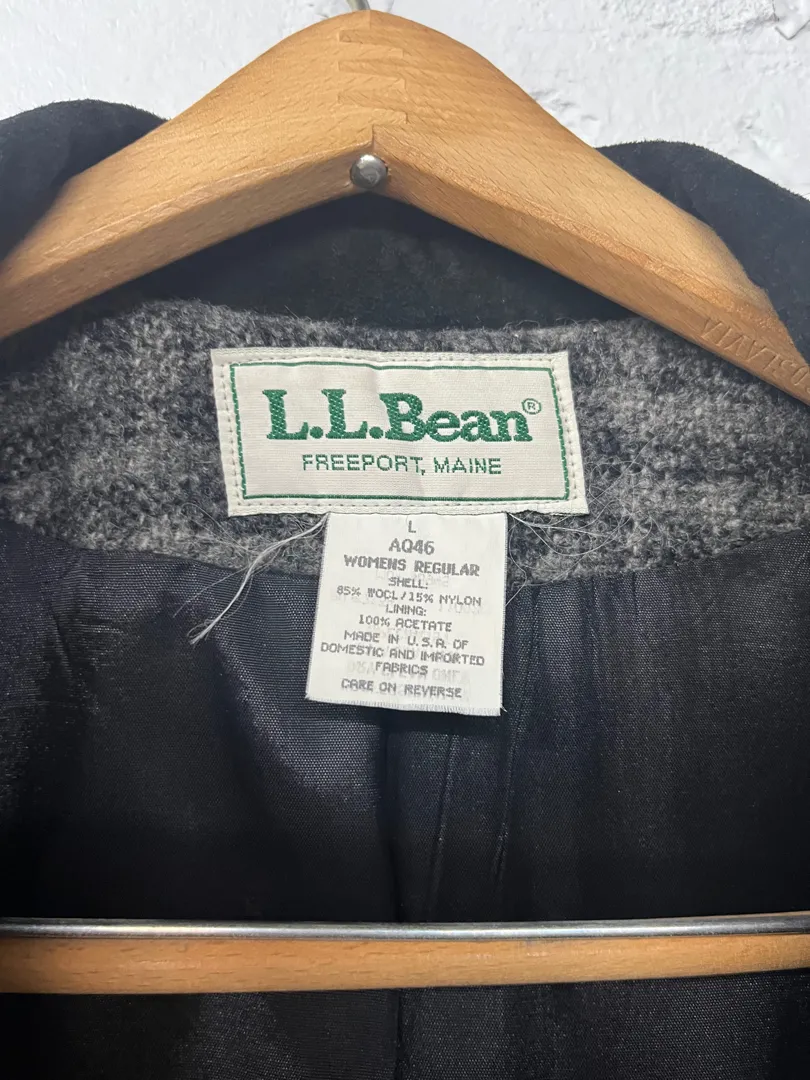 L.L.Bean®
FREEPORT, MAINE
L
AQ46
WOMENS REGULAR
SHELL:
85% WOOL/15% NYLON
LINING:
100% ACETATE
MADE IN U.S.A. OF
DOMESTIC AND IMPORTED
FABRICS
CARE ON REVERSE